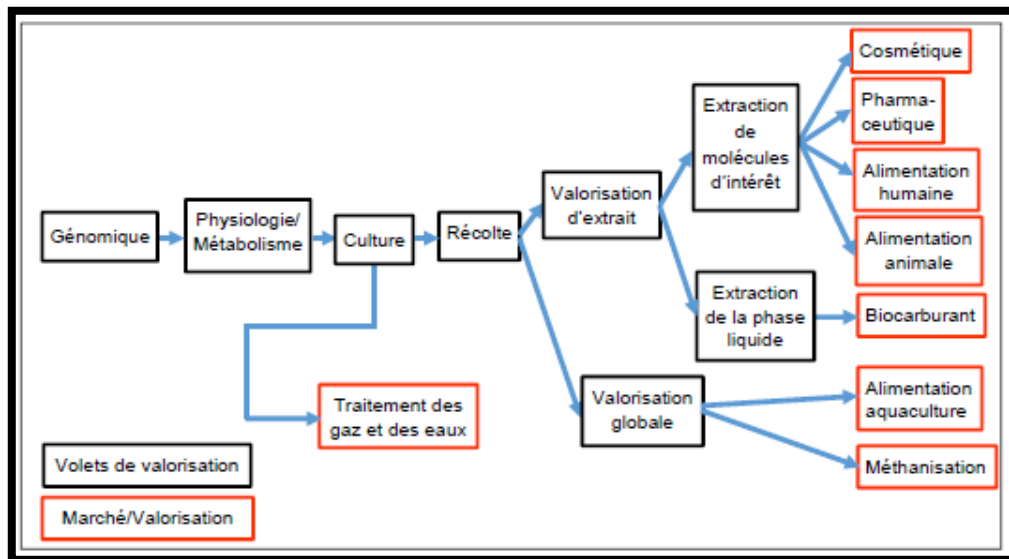 Génomique
Physiologie/
Métabolisme
Culture
Récolte
Valorisation
d'extrait
Extraction
de
molécules
d'intérêt
Cosmétique
Pharma-
ceutique
Alimentation
humaine
Alimentation
animale
Extraction
de la phase
liquide
Biocarburant
Valorisation
globale
Alimentation
aquaculture
Méthanisation
Traitement des
gaz et des eaux
Volets de valorisation
Marché/Valorisation